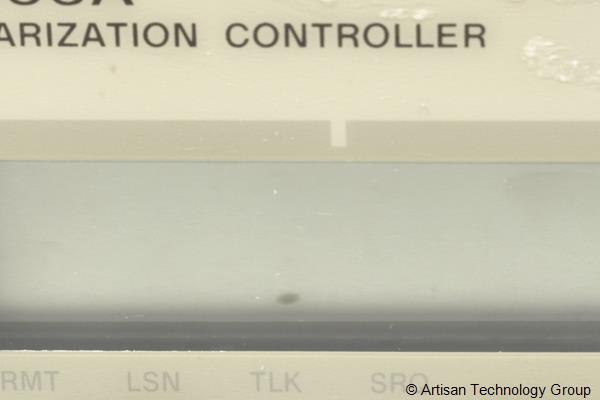 ARIZATION CONTROLLER
RMT LSN TLK SRQ
© Artisan Technology Group